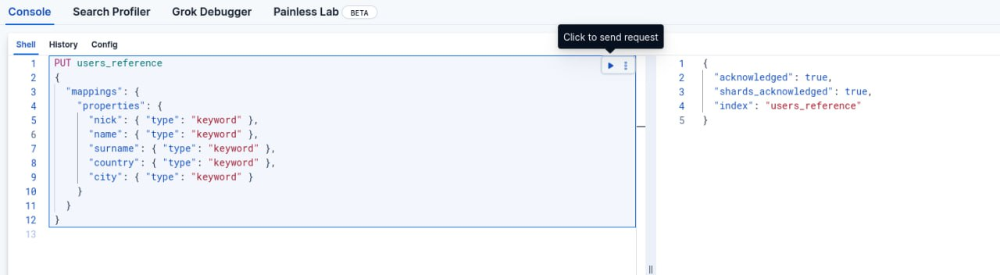 Console Search Profiler Grok Debugger Painless Lab BETA
Click to send request
Shell History Config
1 PUT users_reference
2 {
3 "mappings": {
4 "properties": {
5 "nick": { "type": "keyword" },
6 "name": { "type": "keyword" },
7 "surname": { "type": "keyword" },
8 "country": { "type": "keyword" },
9 "city": { "type": "keyword" }
10 }
11 }
12 }
13
1 {
2 "acknowledged": true,
3 "shards_acknowledged": true,
4 "index": "users_reference"
5 }